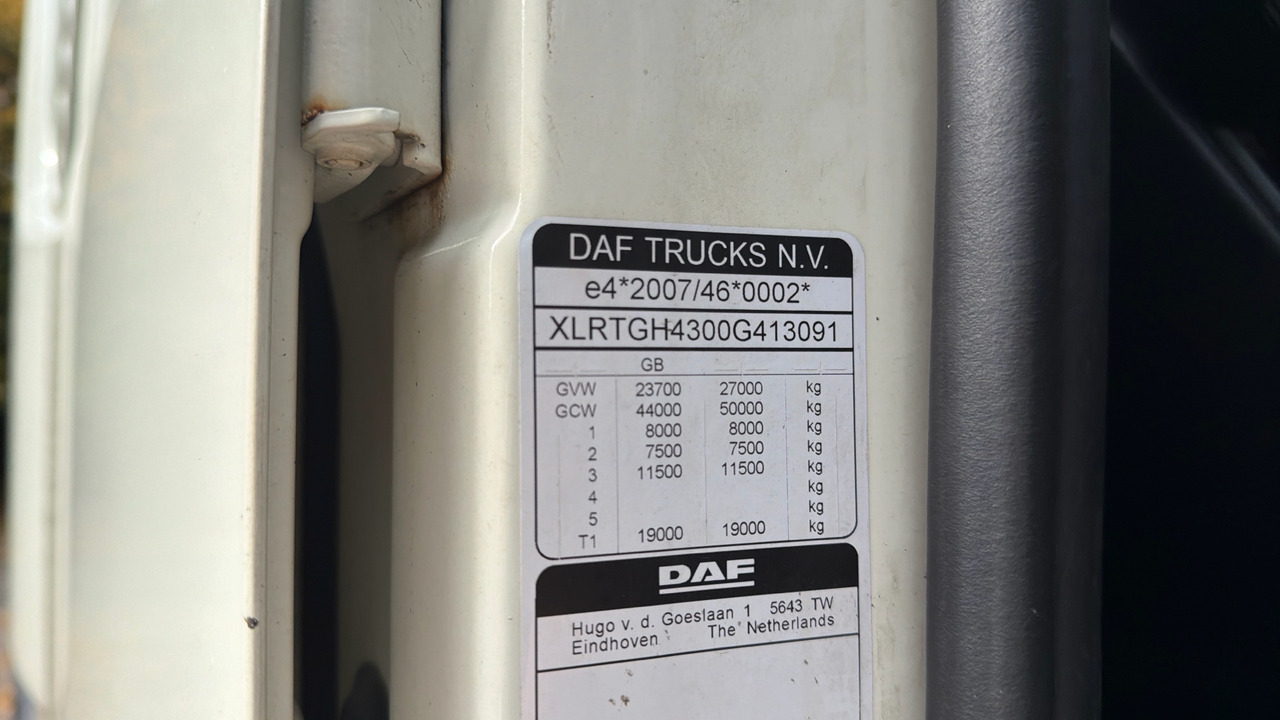 DAF TRUCKS N.V.
e4*2007/46*0002*
XLRTGH4300G413091
GB
GVW 23700 27000 kg
GCW 44000 50000 kg
1 8000 8000 kg
2 7500 7500 kg
3 11500 11500 kg
4 kg
5 kg
T1 19000 19000 kg
DAF
Hugo v. d. Goeslaan 1 5643 TW
Eindhoven The Netherlands